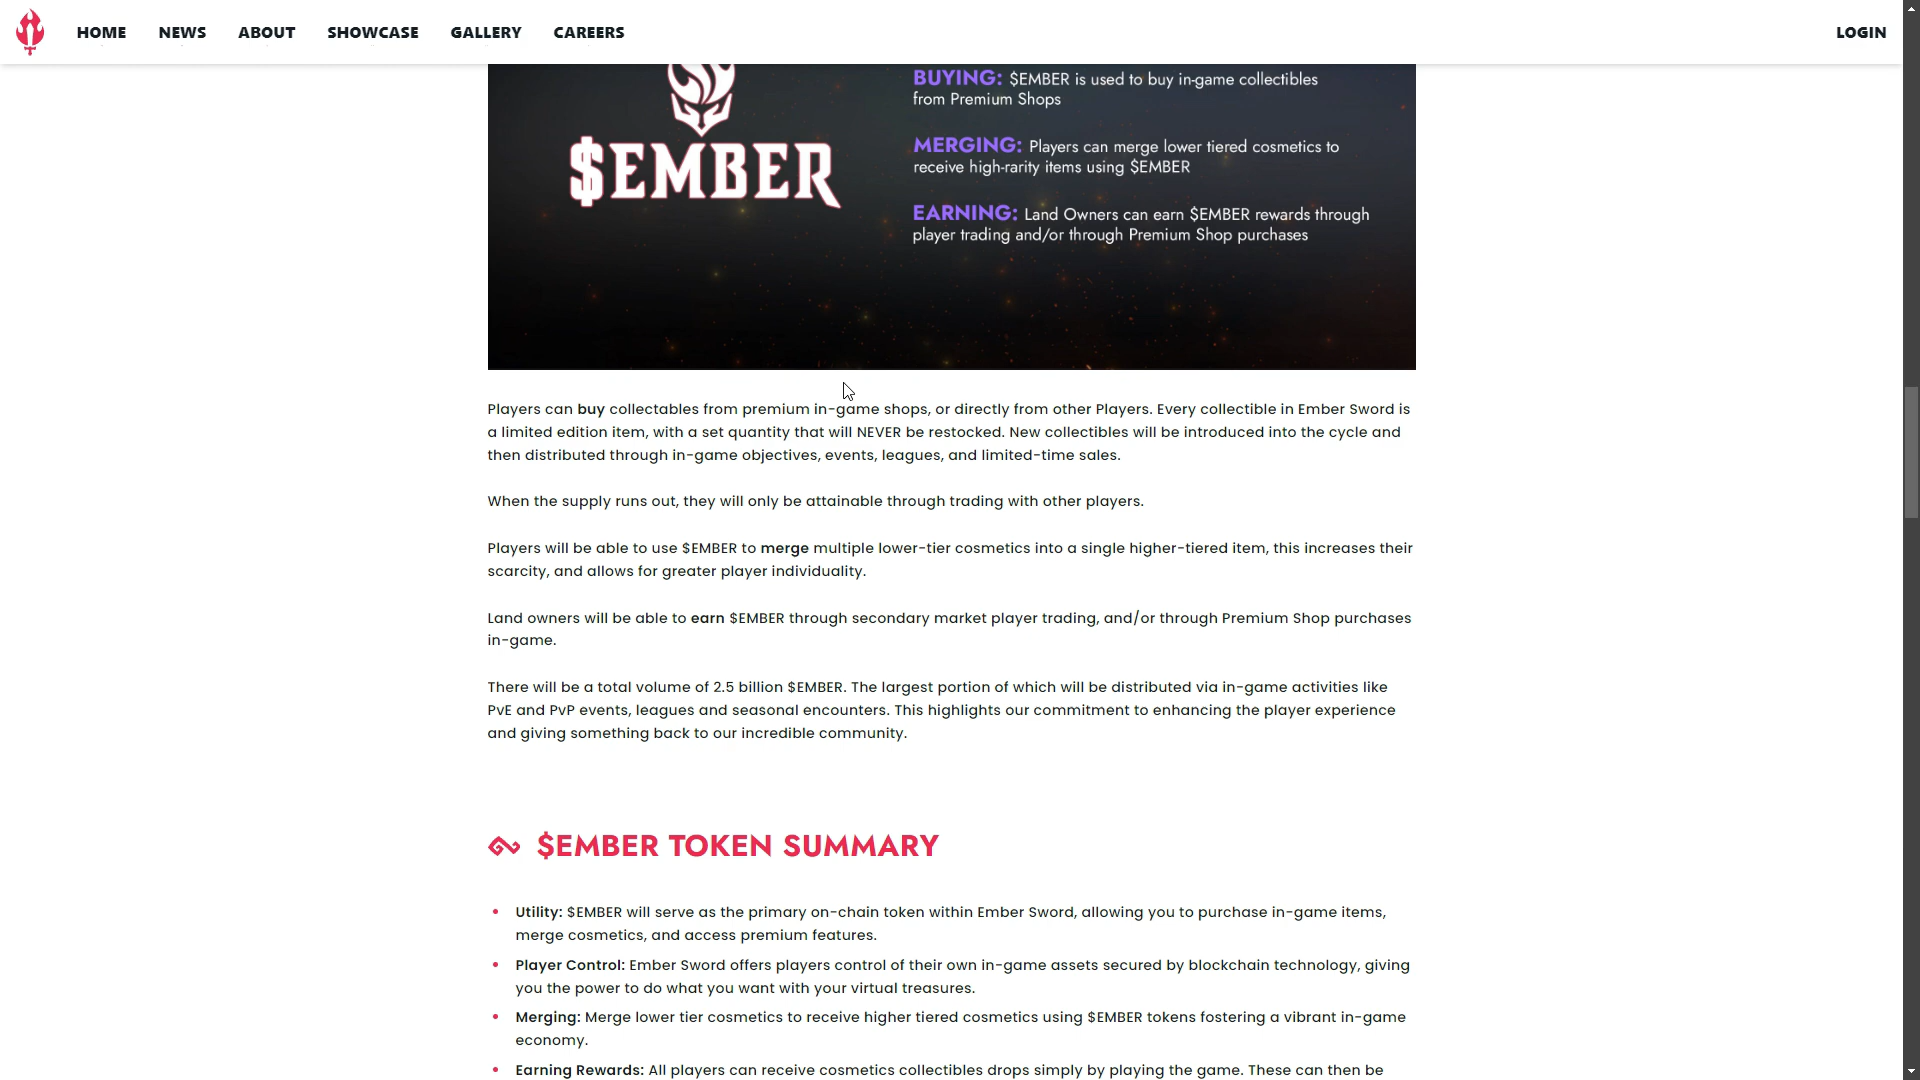 HOME NEWS ABOUT SHOWCASE GALLERY CAREERS LOGIN
$EMBER
BUYING: $EMBER is used to buy in-game collectibles
from Premium Shops
MERGING: Players can merge lower tiered cosmetics to
receive high-rarity items using $EMBER
EARNING: Land Owners can earn $EMBER rewards through
player trading and/or through Premium Shop purchases
Players can buy collectables from premium in-game shops, or directly from other Players. Every collectible in Ember Sword is
a limited edition item, with a set quantity that will NEVER be restocked. New collectibles will be introduced into the cycle and
then distributed through in-game objectives, events, leagues, and limited-time sales.
When the supply runs out, they will only be attainable through trading with other players.
Players will be able to use $EMBER to merge multiple lower-tier cosmetics into a single higher-tiered item, this increases their
scarcity, and allows for greater player individuality.
Land owners will be able to earn $EMBER through secondary market player trading, and/or through Premium Shop purchases
in-game.
There will be a total volume of 2.5 billion $EMBER. The largest portion of which will be distributed via in-game activities like
PvE and PvP events, leagues and seasonal encounters. This highlights our commitment to enhancing the player experience
and giving something back to our incredible community.
$EMBER TOKEN SUMMARY
• Utility: $EMBER will serve as the primary on-chain token within Ember Sword, allowing you to purchase in-game items,
merge cosmetics, and access premium features.
• Player Control: Ember Sword offers players control of their own in-game assets secured by blockchain technology, giving
you the power to do what you want with your virtual treasures.
• Merging: Merge lower tier cosmetics to receive higher tiered cosmetics using $EMBER tokens fostering a vibrant in-game
economy.
• Earning Rewards: All players can receive cosmetics collectibles drops simply by playing the game. These can then be